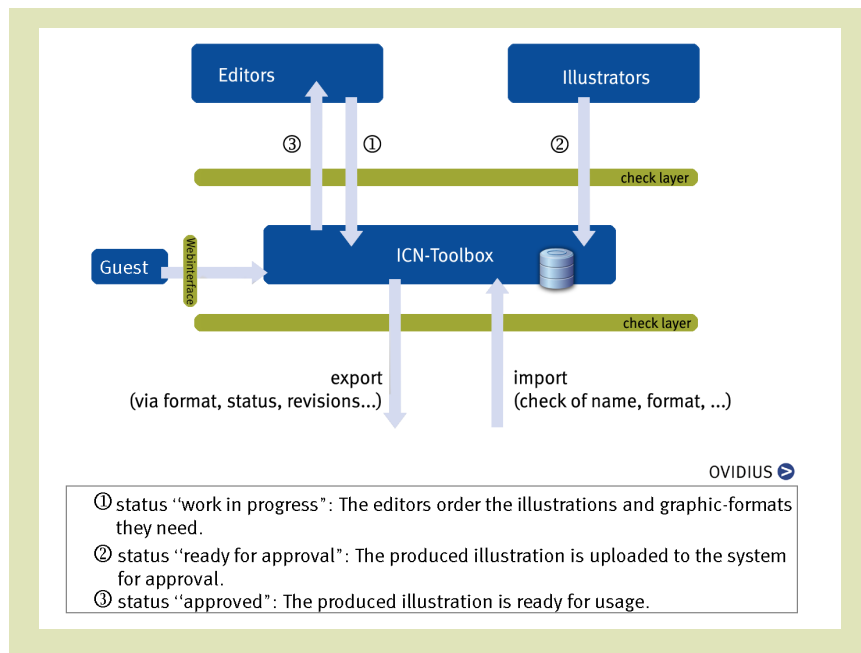 Editors
Illustrators
③
①
②
check layer
ICN-Toolbox
Guest
Webinterface
check layer
export
(via format, status, revisions...)
import
(check of name, format, ...)
OVIDIUS
① status ‘‘work in progress”: The editors order the illustrations and graphic-formats
they need.
② status ‘‘ready for approval”: The produced illustration is uploaded to the system
for approval.
③ status ‘‘approved”: The produced illustration is ready for usage.